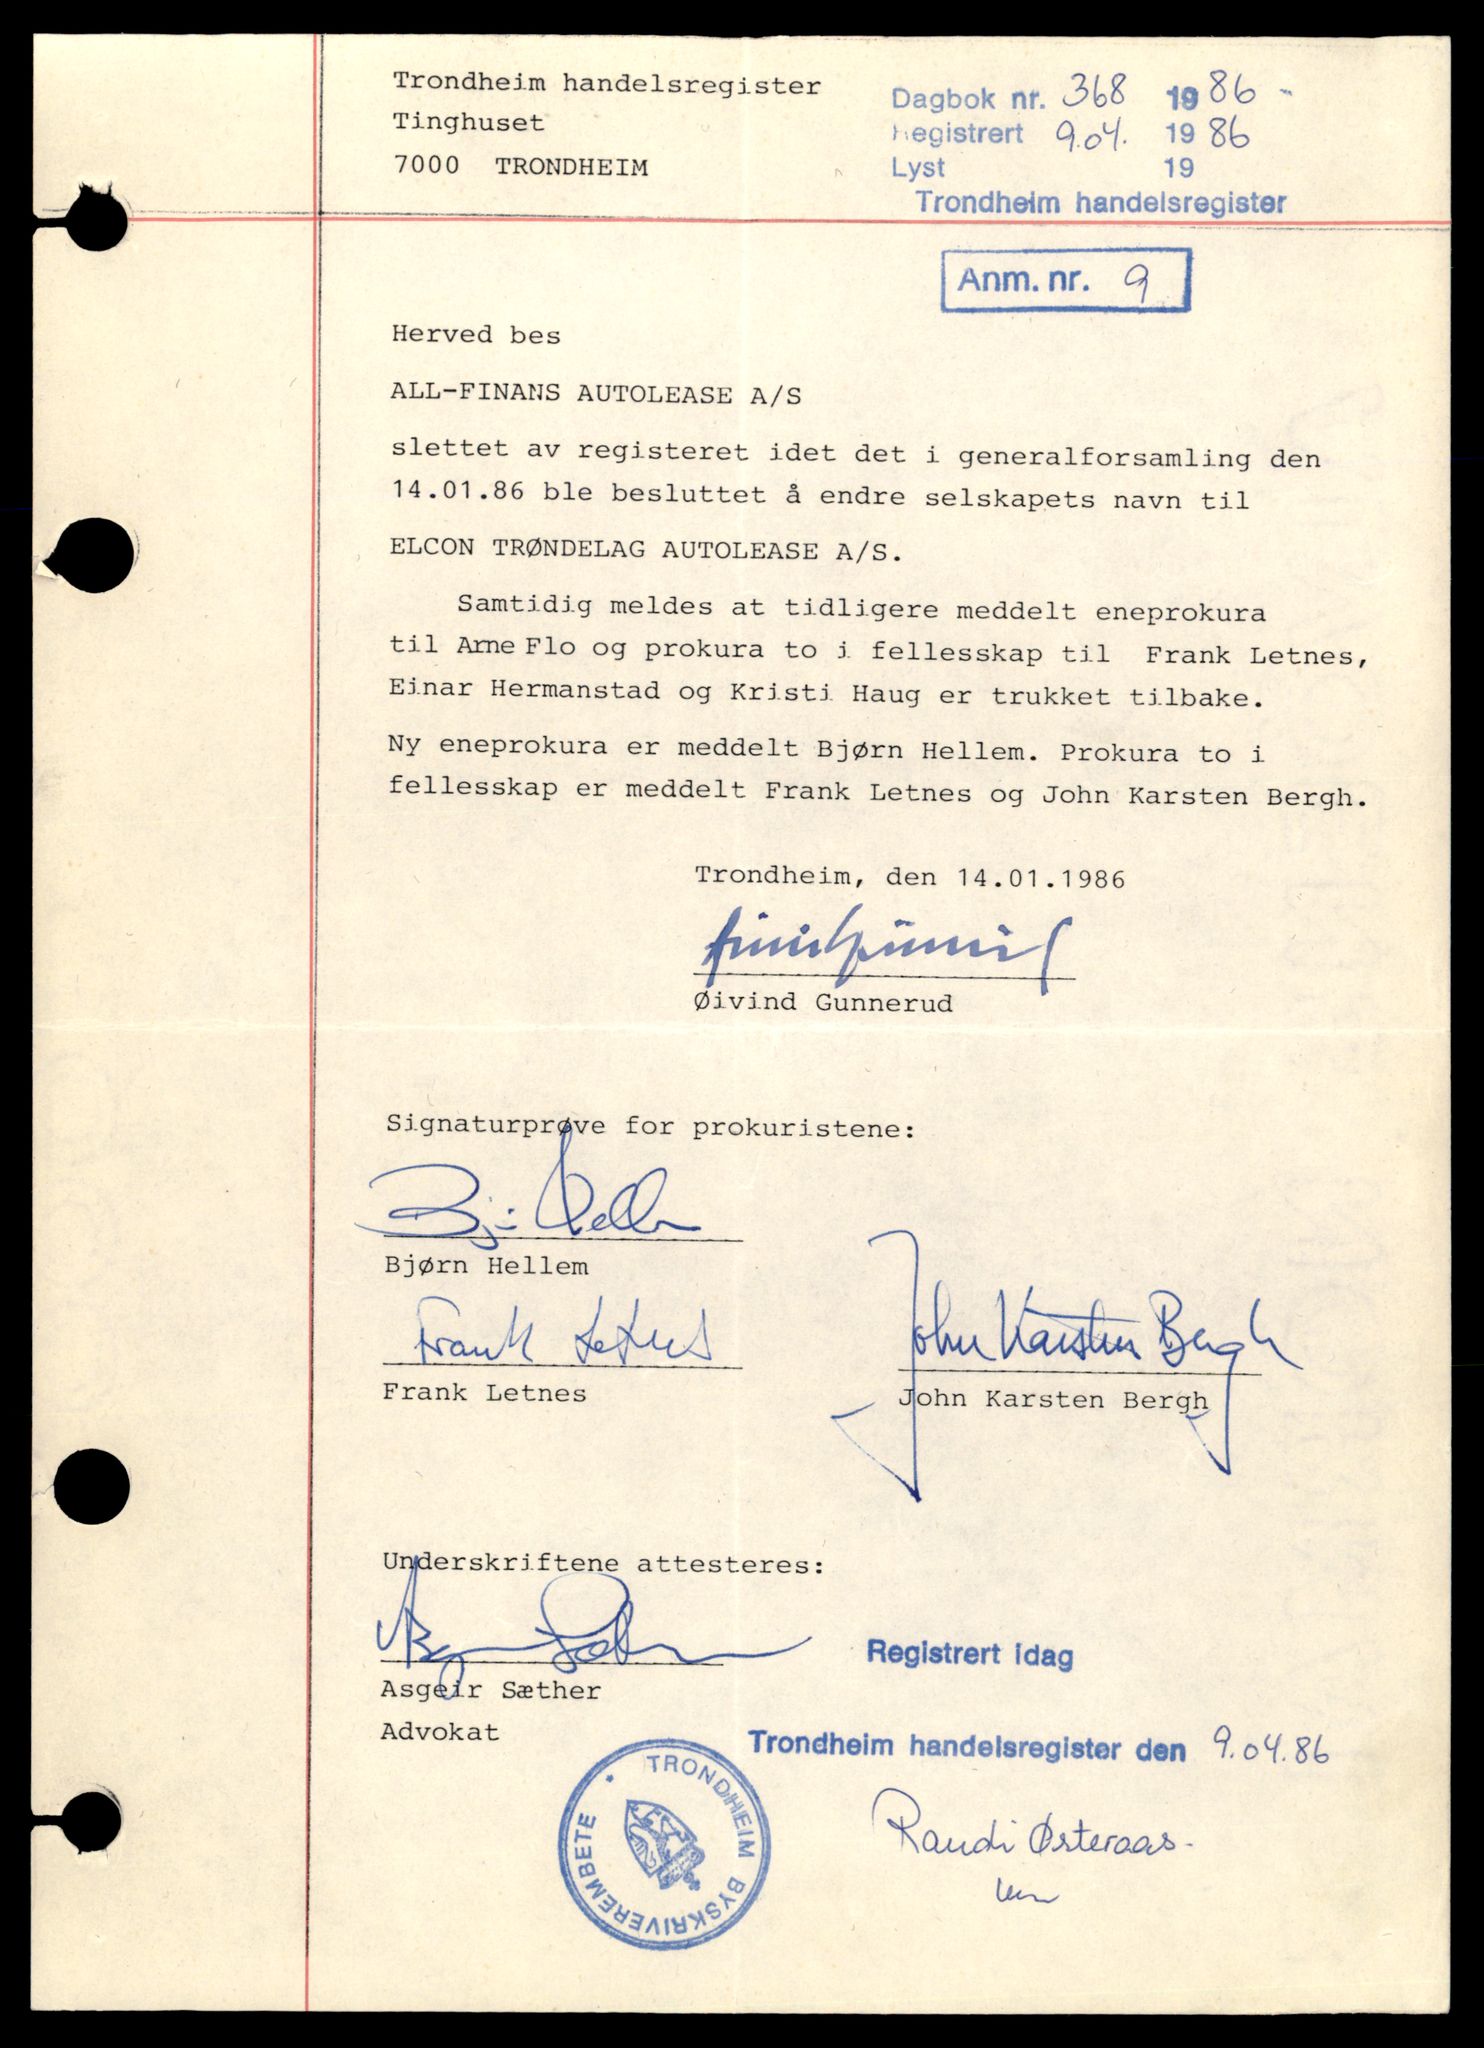 Trondheim handelsregister
Tinghuset
7000 TRONDHEIM
Dagbok nr. 368 1986-
Registrert 9.04. 1986
Lyst 19
Trondheim handelsregister
Anm. nr. 9
Herved bes
ALL-FINANS AUTOLEASE A/S
slettet av registeret idet det i generalforsamling den
14.01.86 ble besluttet å endre selskapets navn til
ELCON TRØNDELAG AUTOLEASE A/S.
Samtidig meldes at tidligere meddelt eneprokura
til Arne Flo og prokura to i fellesskap til Frank Letnes,
Einar Hermanstad og Kristi Haug er trukket tilbake.
Ny eneprokura er meddelt Bjørn Hellem. Prokura to i
fellesskap er meddelt Frank Letnes og John Karsten Bergh.
Trondheim, den 14.01.1986
Øivind Gunnerud
Signaturprøve for prokuristene:
Bjørn Hellem
Frank Letnes
Frank Letnes
John Karsten Bergh
John Karsten Bergh
Underskriftene attesteres:
Asgeir Sæther
Advokat
Registrert idag
Trondheim handelsregister den 9.04.86
TRONDHEIM BYSKRIVEREMBETE
Randi Østeraas